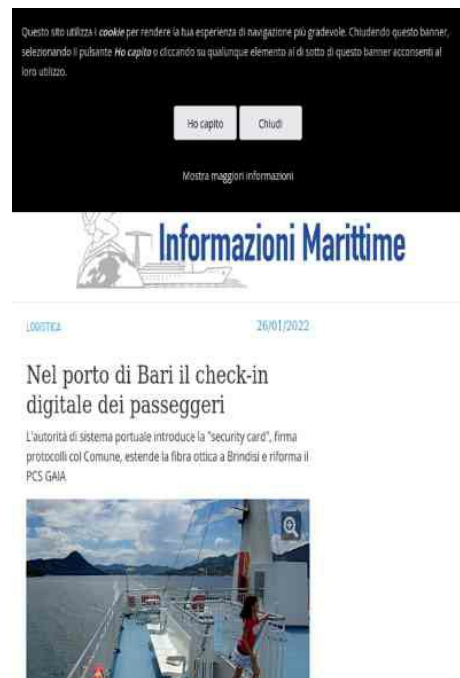 Questo sito utilizza i cookie per rendere la tua esperienza di navigazione più gradevole. Chiudendo questo banner,
selezionando il pulsante Ho capito o cliccando su qualunque elemento al di sotto di questo banner acconsenti al
loro utilizzo.
Ho capito
Chiudi
Mostra maggiori informazioni
Informazioni Marittime
LOGISTICA
26/01/2022
Nel porto di Bari il check-in
digitale dei passeggeri
L'autorità di sistema portuale introduce la "security card", firma
protocolli col Comune, estende la fibra ottica a Brindisi e riforma il
PCS GAIA